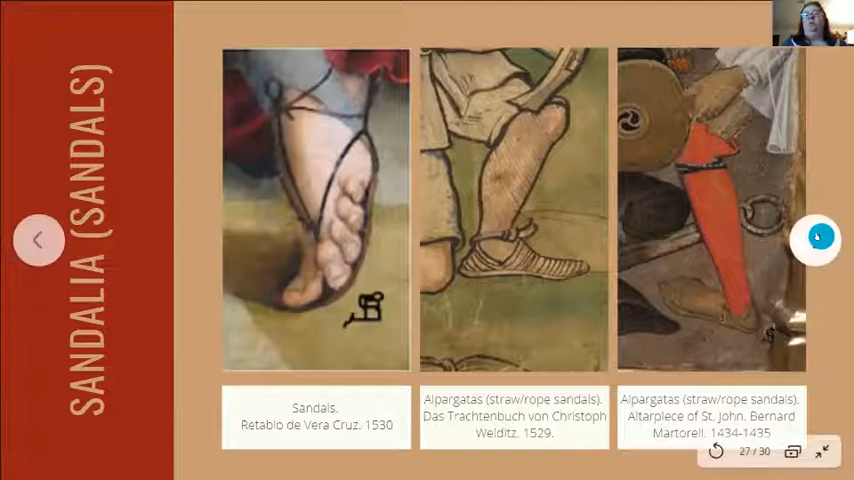 SANDALIA (SANDALS)
Sandals.
Retablo de Vera Cruz. 1530
Alpargatas (straw/rope sandals).
Das Trachtenbuch von Christoph
Weiditz. 1529.
Alpargatas (straw/rope sandals).
Altarpiece of St. John. Bernard
Martorell. 1434-1435
27 / 30